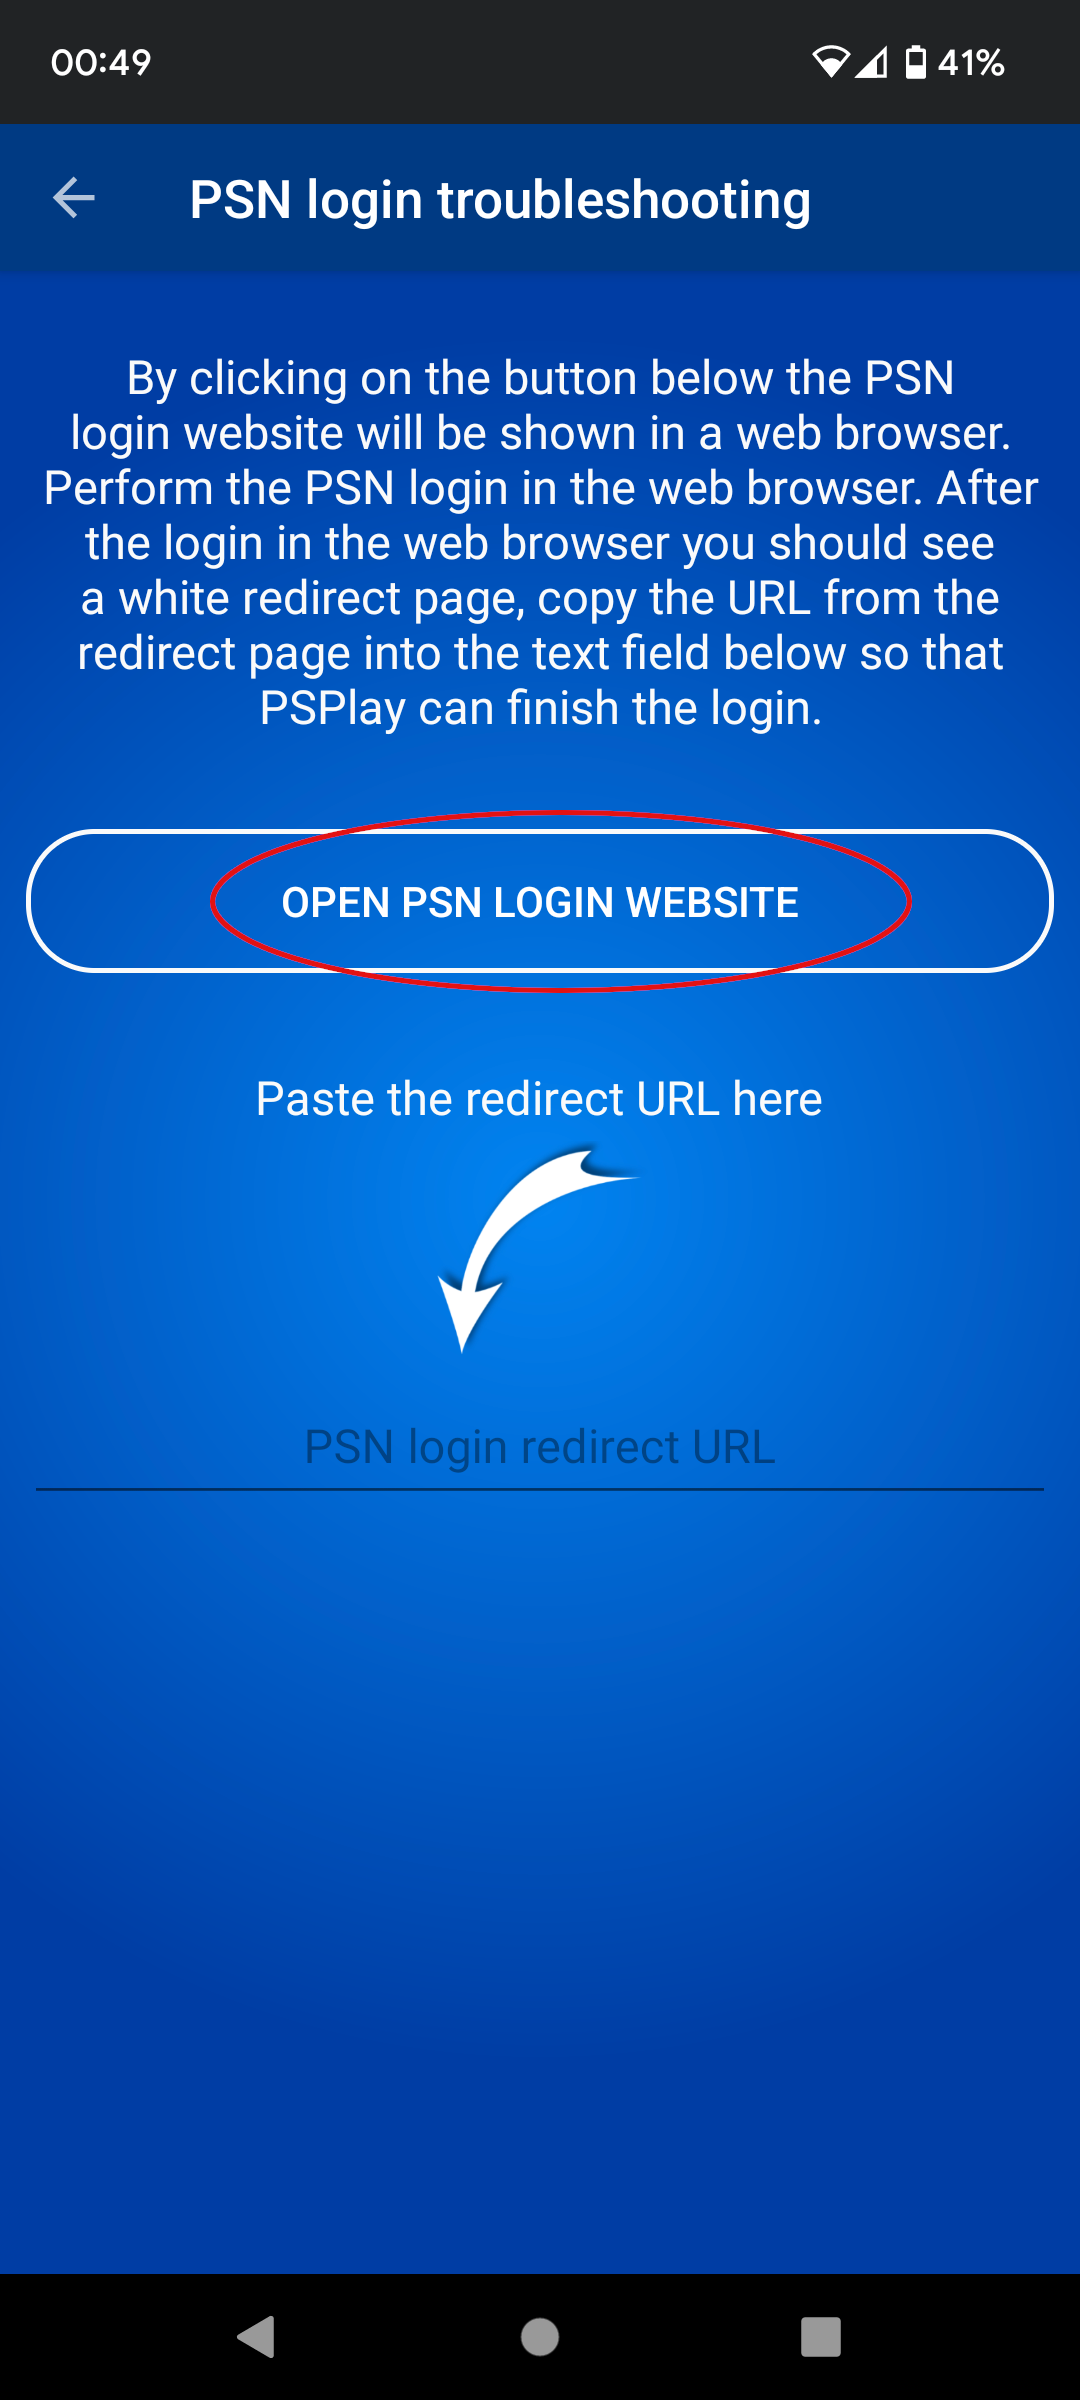 00:49
41%
PSN login troubleshooting
By clicking on the button below the PSN
login website will be shown in a web browser.
Perform the PSN login in the web browser. After
the login in the web browser you should see
a white redirect page, copy the URL from the
redirect page into the text field below so that
PSPlay can finish the login.
OPEN PSN LOGIN WEBSITE
Paste the redirect URL here
PSN login redirect URL